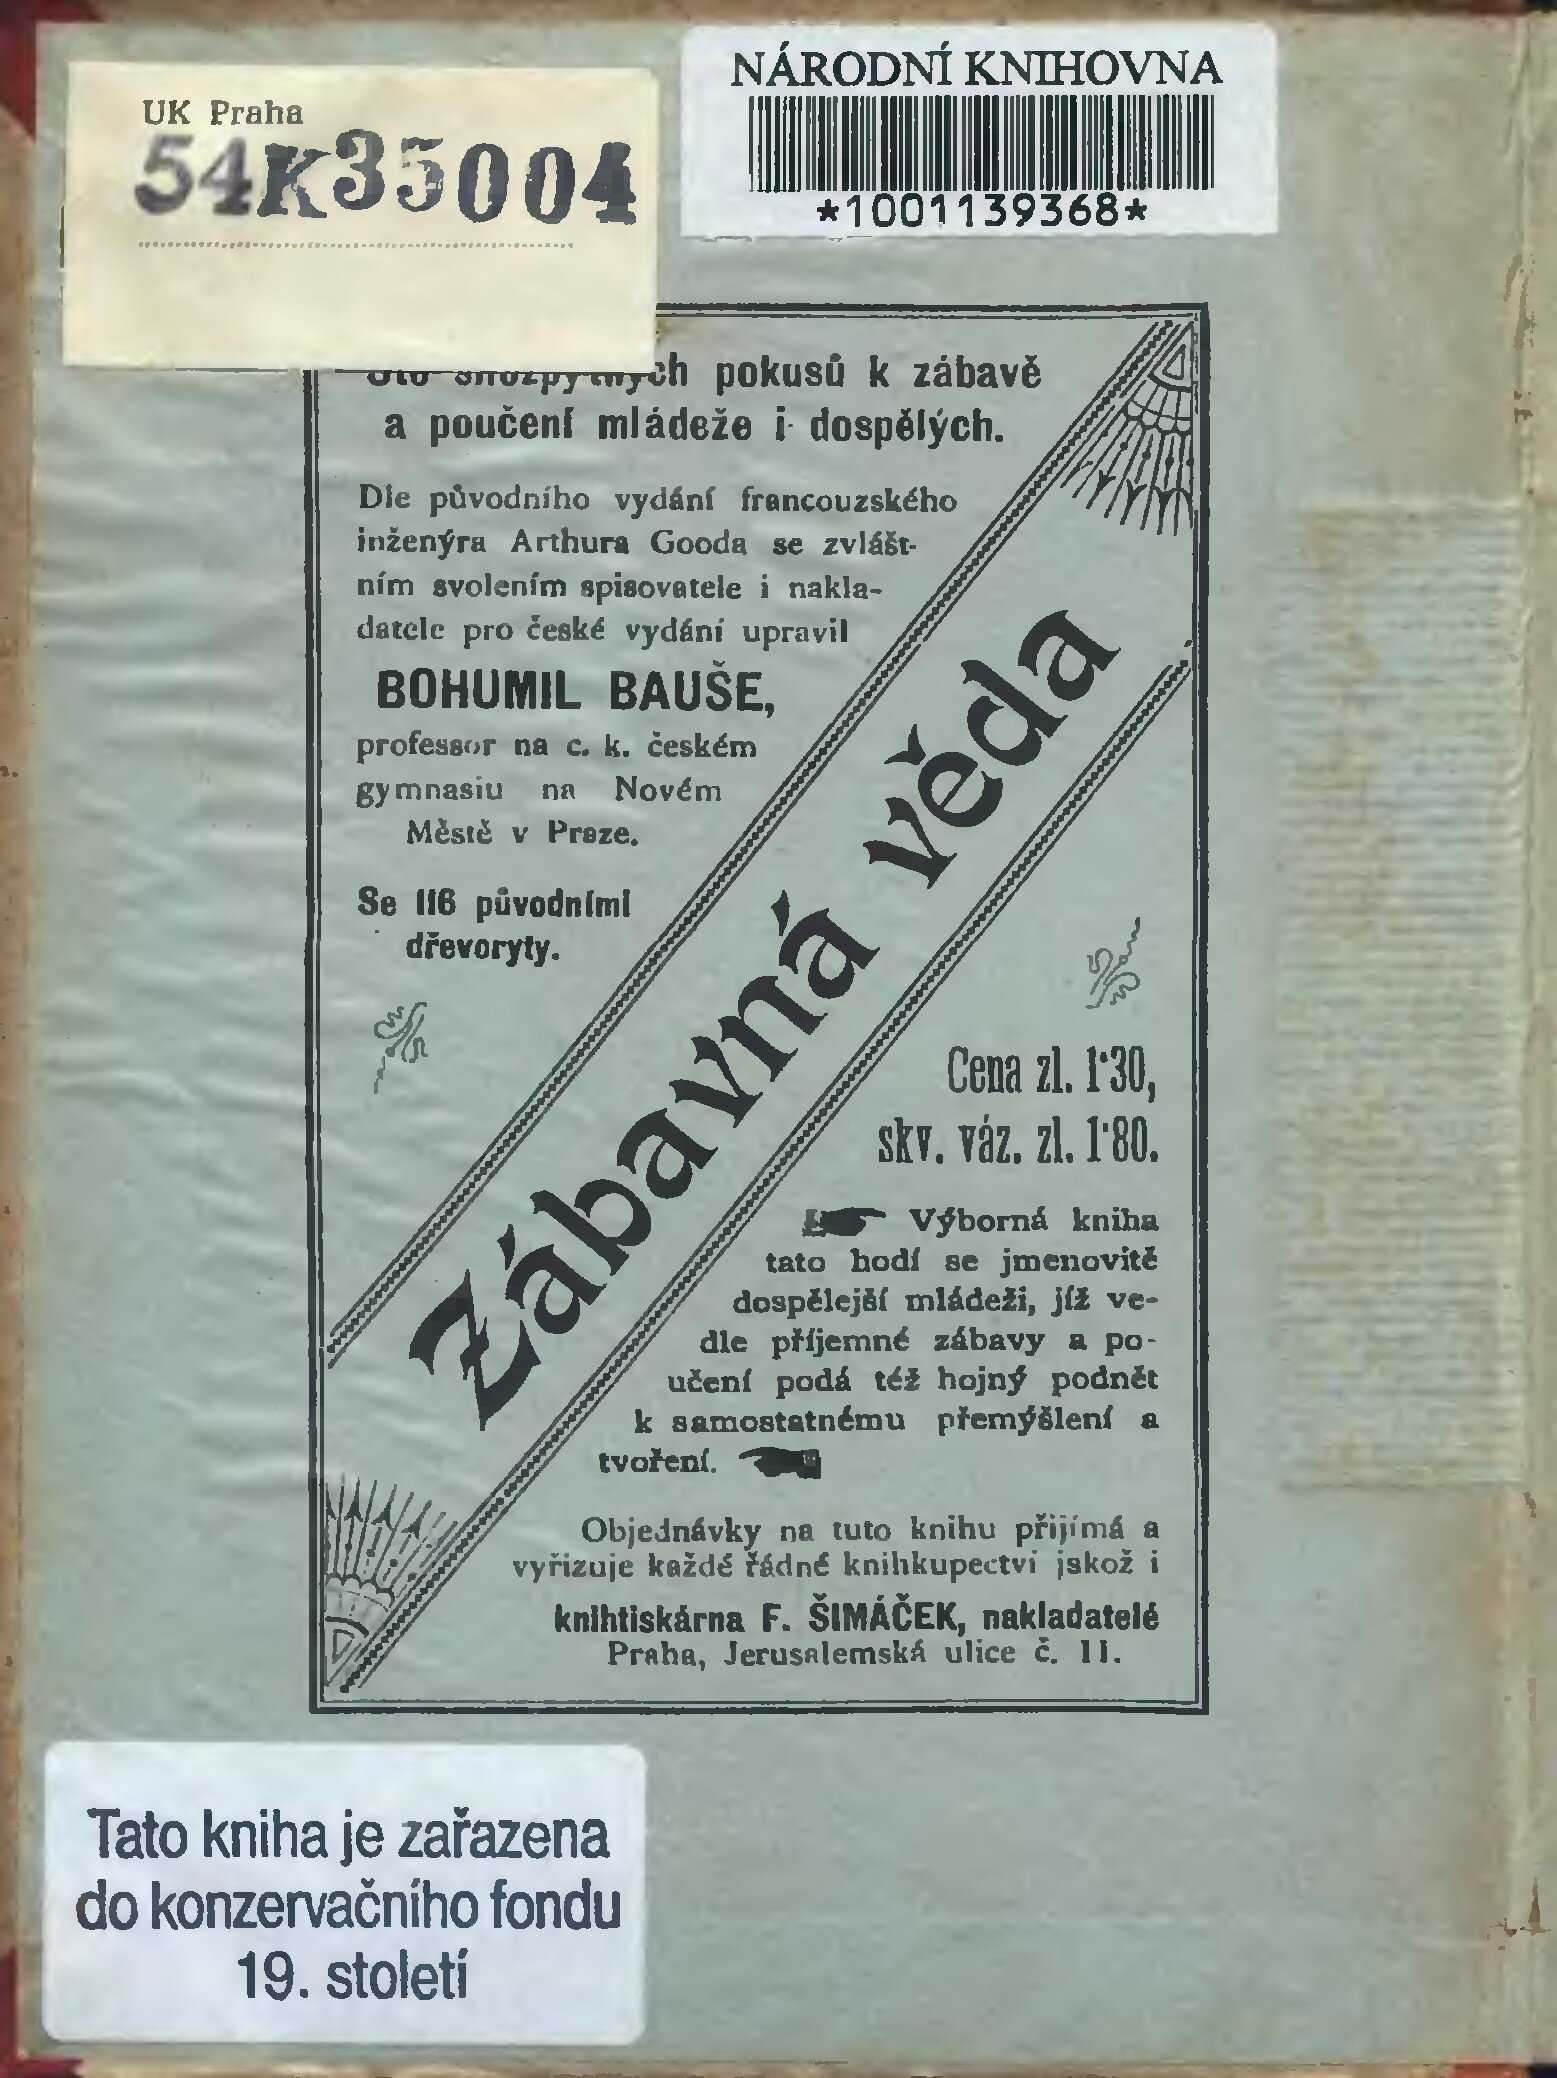 UK Praha
54K35004
NÁRODNÍ KNIHOVNA
*1001139368*
pokusů k zábavě
a poučení mládeže i dospělých.
Dle původního vydání francouzského
inženýra Arthura Gooda se zvlášt-
ním svolením spisovatele i nakla-
datele pro české vydání upravil
BOHUMIL BAUŠE,
professor na c. k. českém
gymnasiu na Novém
Městě v Praze.
Se 116 původními
dřevoryty.
Zábavná věda
Cena zl. 1·30,
skv. váz. zl. 1·80.
Výborná kniha
tato hodí se jmenovitě
dospělejší mládeži, jíž ve-
dle příjemné zábavy a po-
učení podá též hojný podnět
k samostatnému přemýšlení a
tvoření.
Objednávky na tuto knihu přijímá a
vyřizuje každé řádné knihkupectví jakož i
knihtiskárna F. ŠIMÁČEK, nakladatelé
Praha, Jerusalemská ulice č. 11.
Tato kniha je zařazena
do konzervačního fondu
19. století